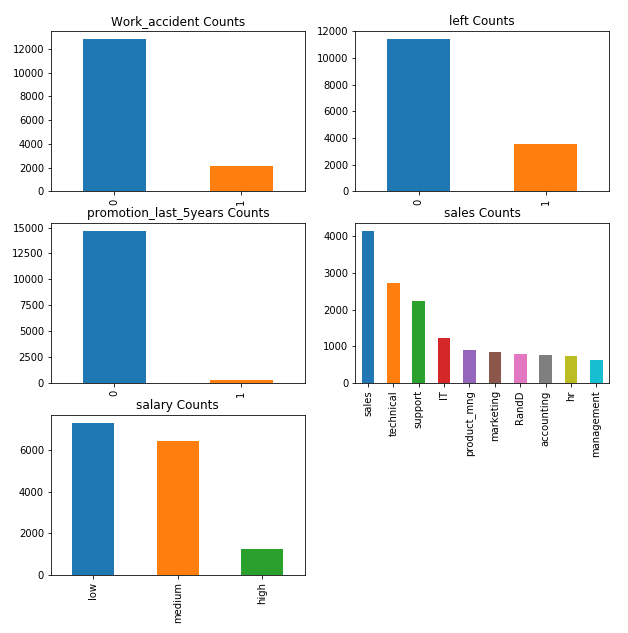 Work_accident Counts
12000
10000
8000
6000
4000
2000
0
0
1
left Counts
12000
10000
8000
6000
4000
2000
0
0
1
promotion_last_5years Counts
15000
12500
10000
7500
5000
2500
0
0
1
sales Counts
4000
3000
2000
1000
0
sales
technical
support
IT
product_mng
marketing
RandD
accounting
hr
management
salary Counts
6000
4000
2000
0
low
medium
high